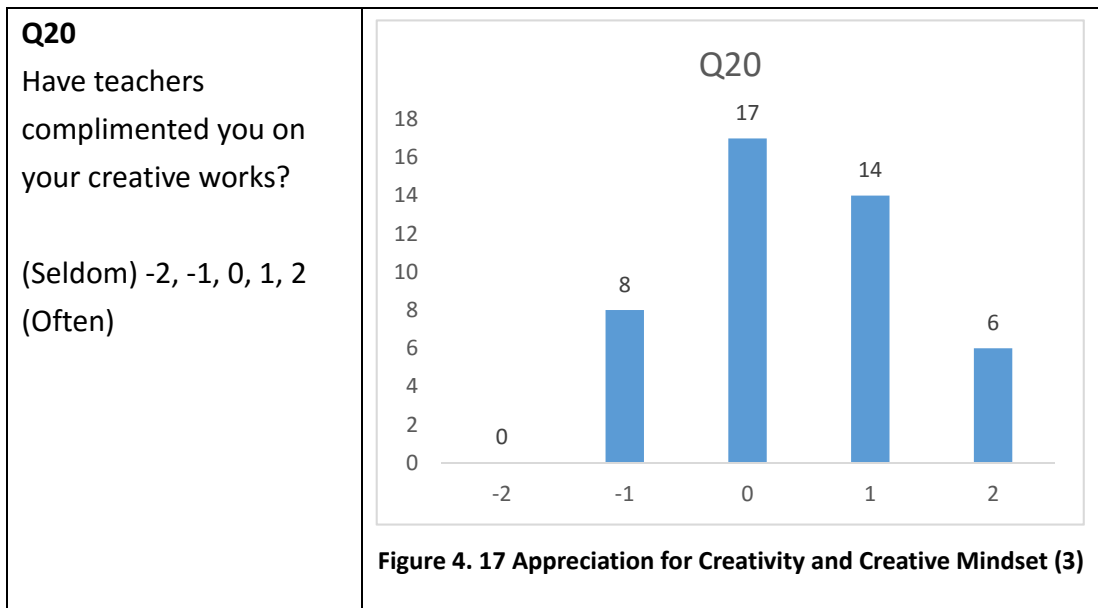 Q20
Have teachers
complimented you on
your creative works?
(Seldom) -2, -1, 0, 1, 2
(Often)
Q20
18
16
14
12
10
8
6
4
2
0
0
8
17
14
6
-2 -1 0 1 2
Figure 4. 17 Appreciation for Creativity and Creative Mindset (3)